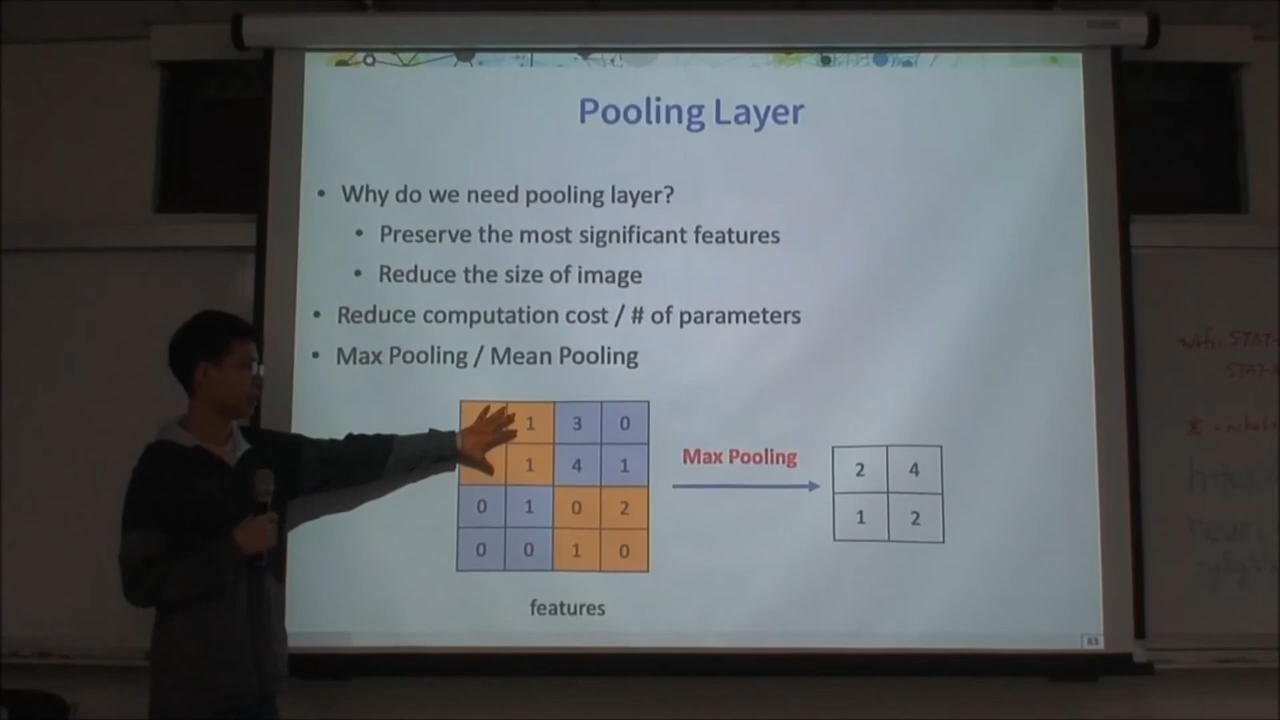 Pooling Layer
• Why do we need pooling layer?
• Preserve the most significant features
• Reduce the size of image
• Reduce computation cost / # of parameters
• Max Pooling / Mean Pooling
1 3 0
1 4 1
0 1 0 2
0 0 1 0
features
Max Pooling
2 4
1 2
83